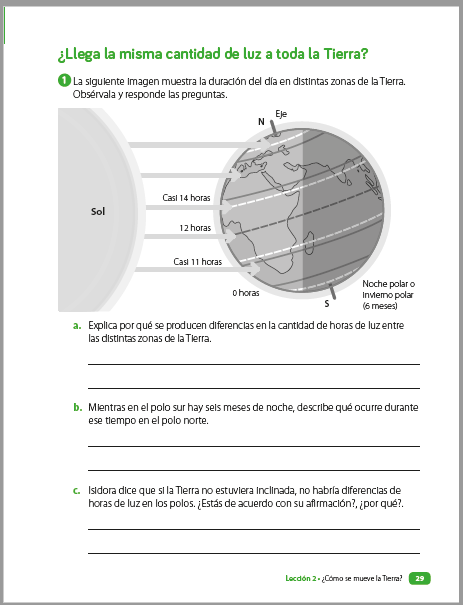 ¿Llega la misma cantidad de luz a toda la Tierra?
1 La siguiente imagen muestra la duración del día en distintas zonas de la Tierra.
Obsérvala y responde las preguntas.
Eje
N
Casi 14 horas
Sol
12 horas
Casi 11 horas
0 horas
Noche polar o
invierno polar
(6 meses)
S
a. Explica por qué se producen diferencias en la cantidad de horas de luz entre
las distintas zonas de la Tierra.
b. Mientras en el polo sur hay seis meses de noche, describe qué ocurre durante
ese tiempo en el polo norte.
c. Isidora dice que si la Tierra no estuviera inclinada, no habría diferencias de
horas de luz en los polos. ¿Estás de acuerdo con su afirmación?, ¿por qué?.
Lección 2 • ¿Cómo se mueve la Tierra? 29